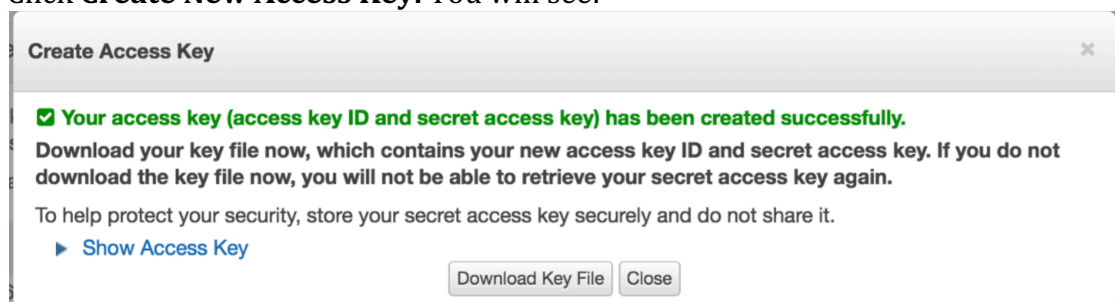 Click Create New Access Key. You will see:
Create Access Key
Your access key (access key ID and secret access key) has been created successfully.
Download your key file now, which contains your new access key ID and secret access key. If you do not
download the key file now, you will not be able to retrieve your secret access key again.
To help protect your security, store your secret access key securely and do not share it.
Show Access Key
Download Key File Close